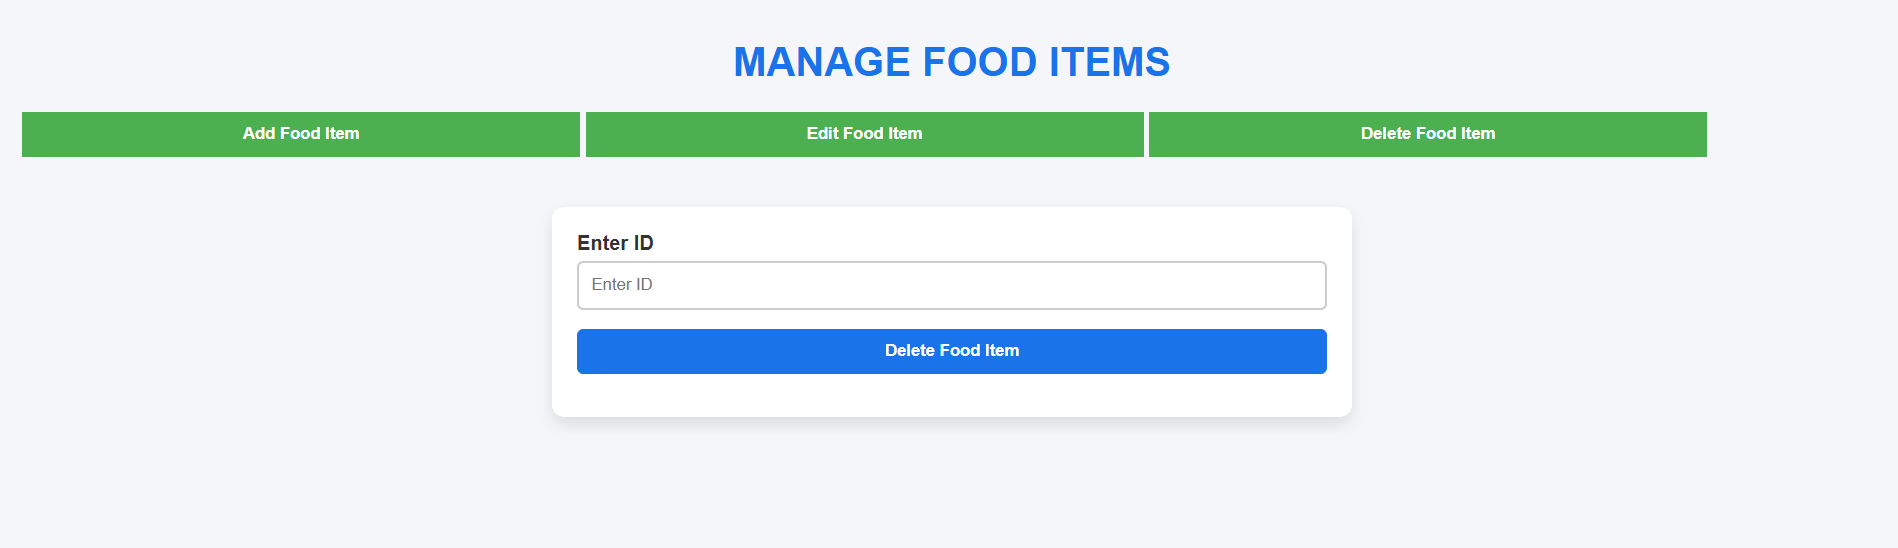 MANAGE FOOD ITEMS
Add Food Item Edit Food Item Delete Food Item
Enter ID
Enter ID
Delete Food Item